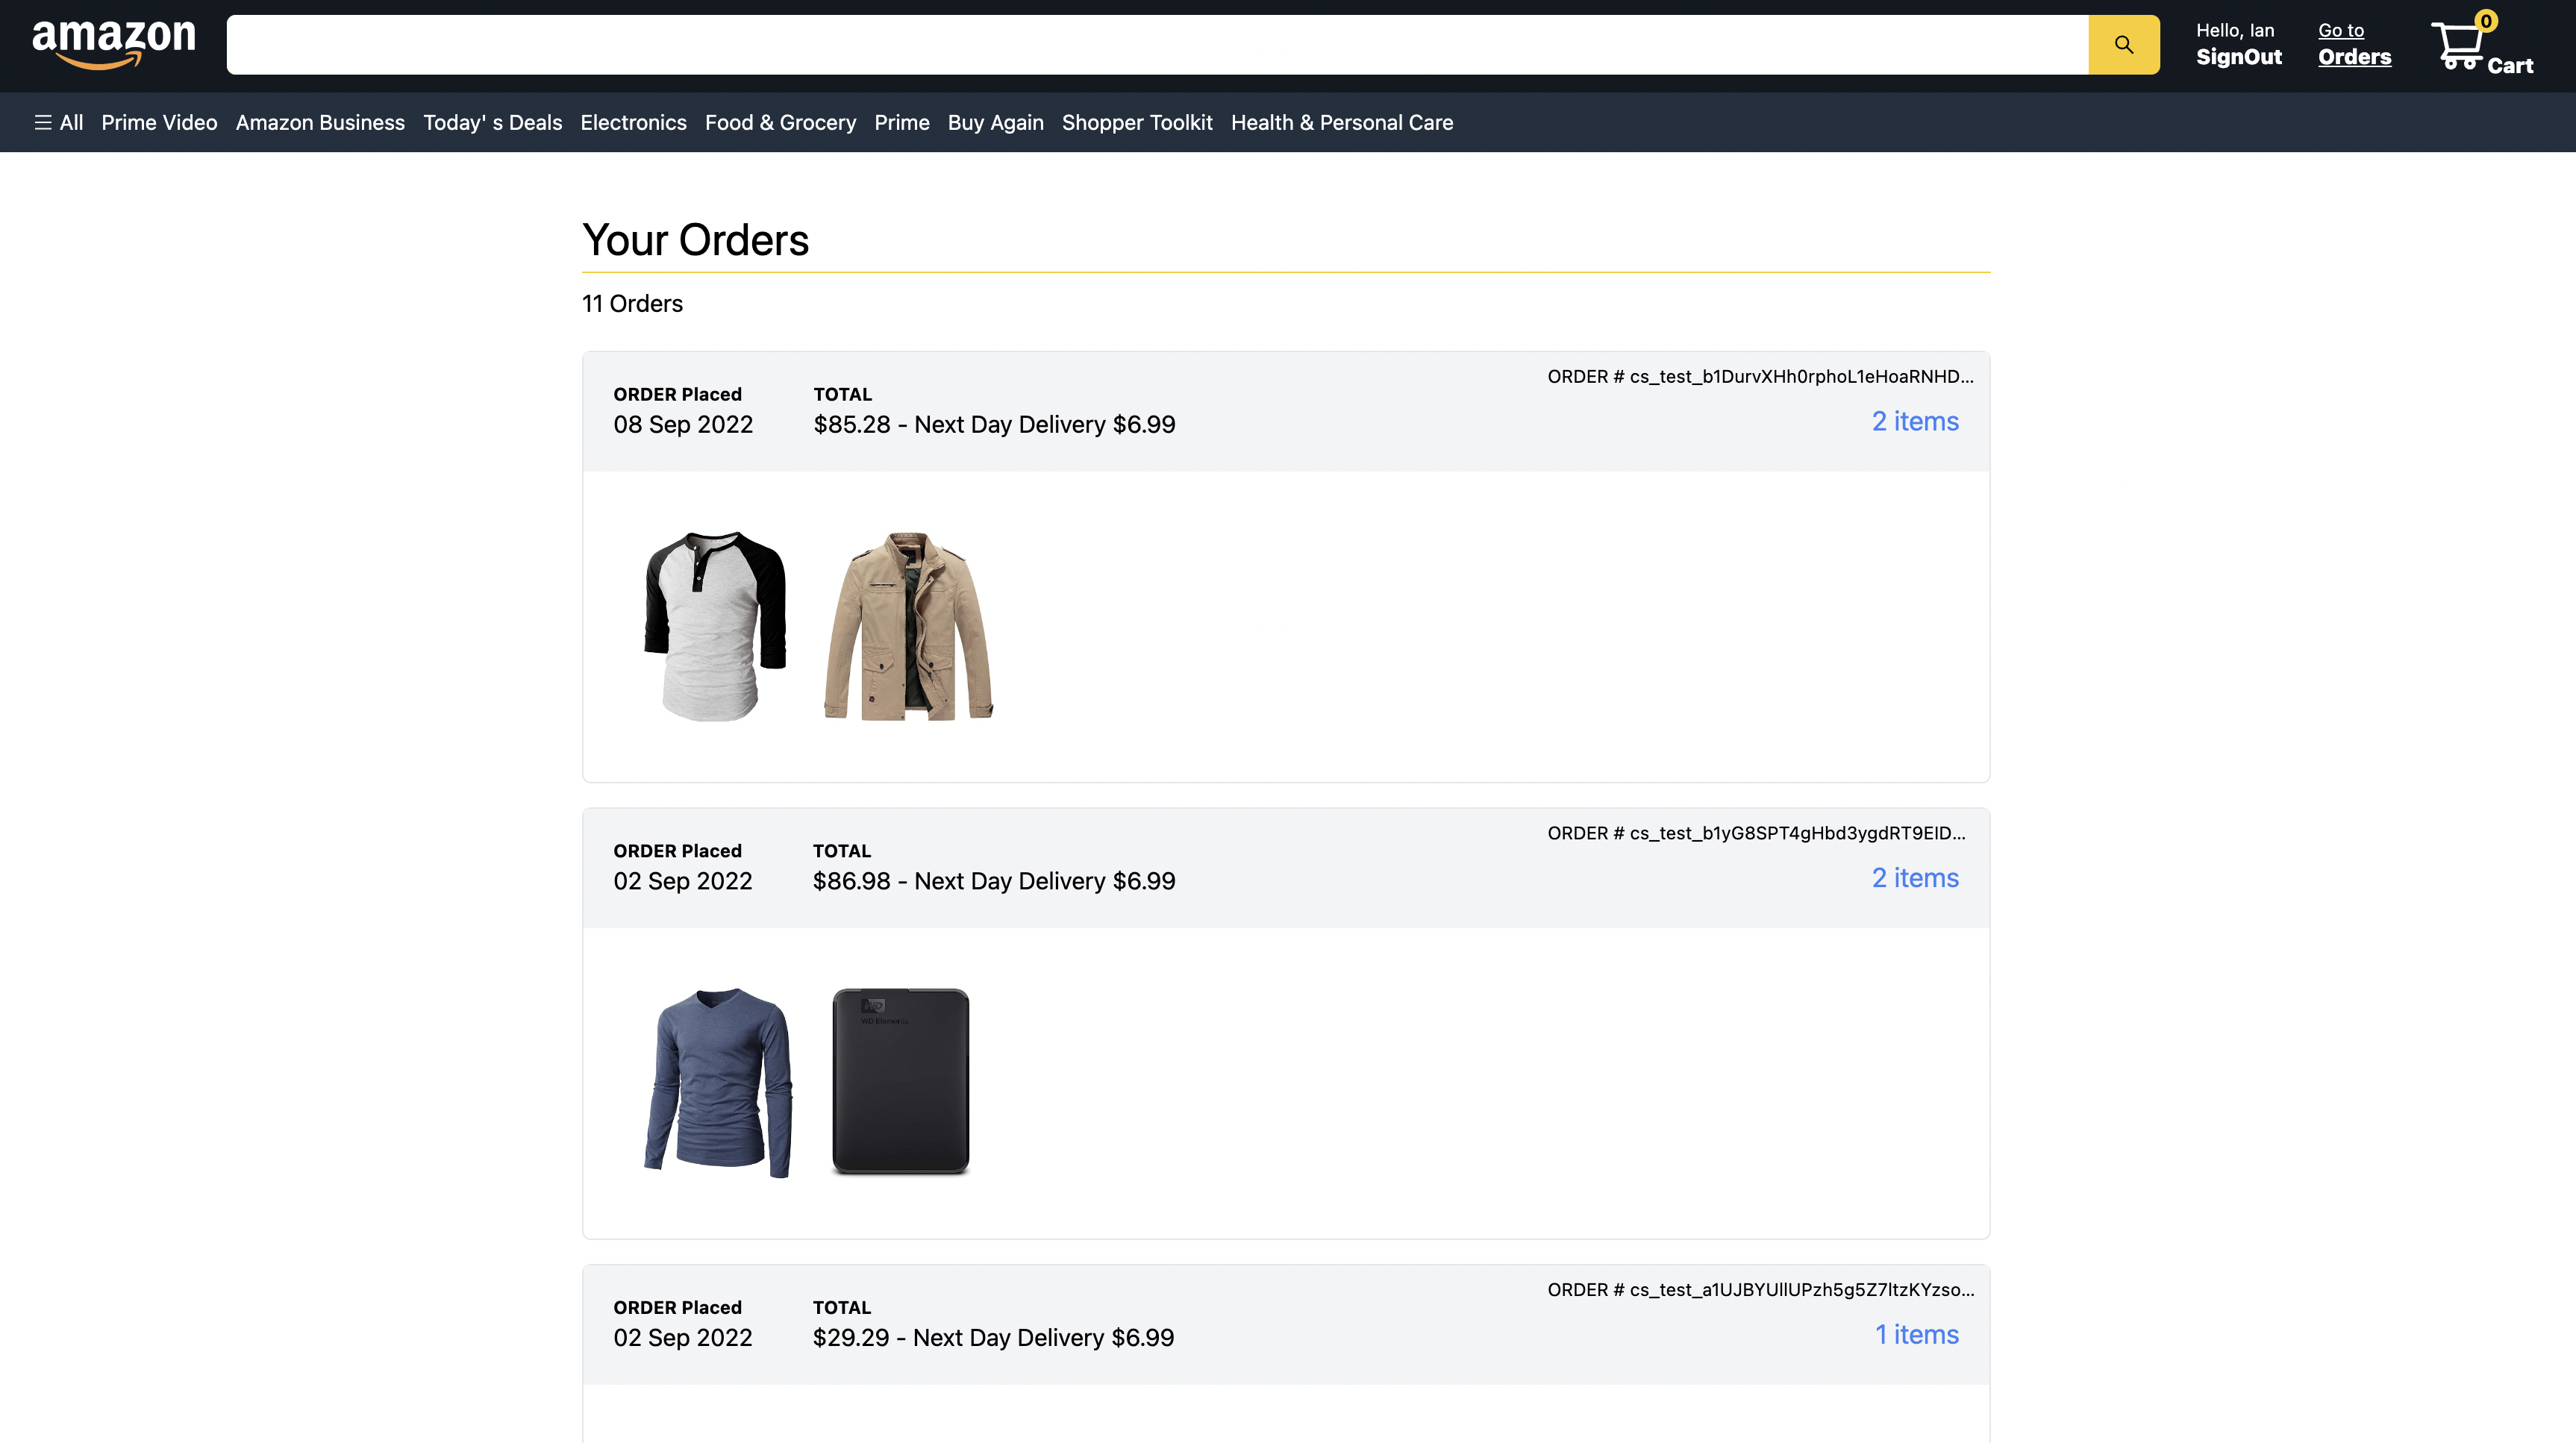 amazon
Hello, Ian
SignOut
Go to
Orders
0
Cart
All Prime Video Amazon Business Today' s Deals Electronics Food & Grocery Prime Buy Again Shopper Toolkit Health & Personal Care
Your Orders
11 Orders
ORDER # cs_test_b1DurvXHh0rphoL1eHoaRNHD...
ORDER Placed TOTAL
08 Sep 2022 $85.28 - Next Day Delivery $6.99
2 items
ORDER # cs_test_b1yG8SPT4gHbd3ygdRT9EID...
ORDER Placed TOTAL
02 Sep 2022 $86.98 - Next Day Delivery $6.99
2 items
WD
WD Elements
ORDER # cs_test_a1UJBYUllUPzh5g5Z7ltzKYzso...
ORDER Placed TOTAL
02 Sep 2022 $29.29 - Next Day Delivery $6.99
1 items